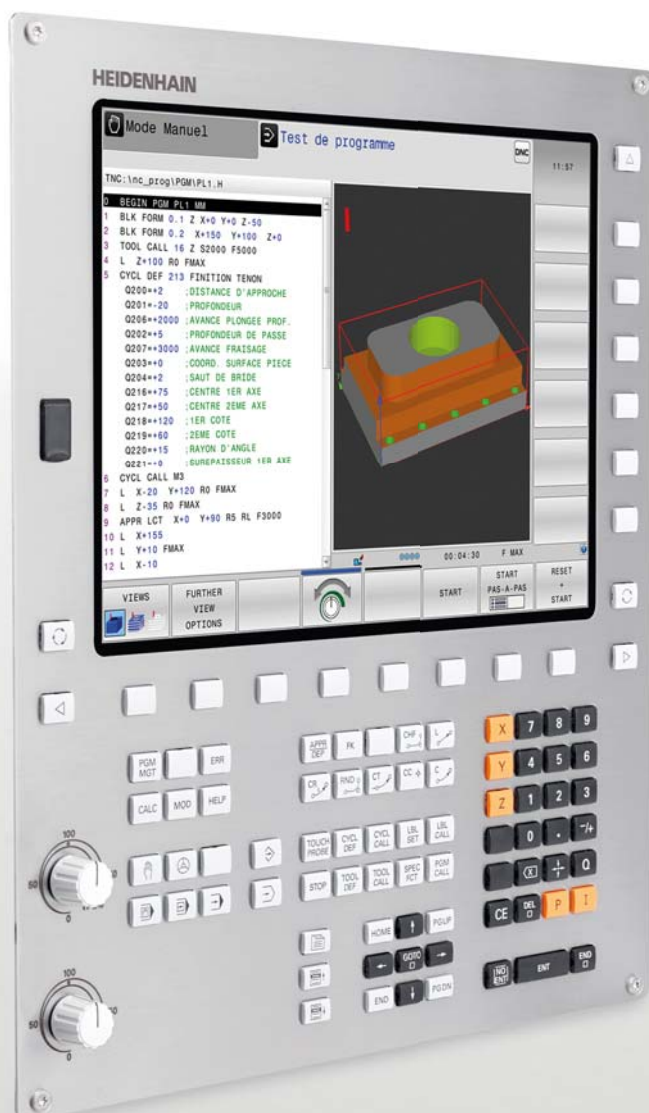 HEIDENHAIN
Mode Manuel
Test de programme
DNC
11:57
TNC:\nc_prog\PGM\PL1.H
0 BEGIN PGM PL1 MM
1 BLK FORM 0.1 Z X+0 Y+0 Z-50
2 BLK FORM 0.2 X+150 Y+100 Z+0
3 TOOL CALL 16 Z S2000 F5000
4 L Z+100 R0 FMAX
5 CYCL DEF 213 FINITION TENON
Q200=+2 ;DISTANCE D'APPROCHE
Q201=-20 ;PROFONDEUR
Q206=+2000 ;AVANCE PLONGEE PROF.
Q202=+5 ;PROFONDEUR DE PASSE
Q207=+3000 ;AVANCE FRAISAGE
Q203=+0 ;COORD. SURFACE PIECE
Q204=+2 ;SAUT DE BRIDE
Q216=+75 ;CENTRE 1ER AXE
Q217=+50 ;CENTRE 2EME AXE
Q218=+120 ;1ER COTE
Q219=+60 ;2EME COTE
Q220=+15 ;RAYON D'ANGLE
Q221=+0 ;SUREPAISSEUR 1ER AXE
6 CYCL CALL M3
7 L X-20 Y+120 R0 FMAX
8 L Z-35 R0 FMAX
9 APPR LCT X+0 Y+90 R5 RL F3000
10 L X+155
11 L Y+10 FMAX
12 L X-10
0000 00:04:30 F MAX
VIEWS
FURTHER
VIEW
OPTIONS
START
START
PAS-A-PAS
RESET
+
START
PGM
MGT
ERR
CALC
MOD
HELP
APPR
DEP
FK
CHF
L
CR
RND
CT
CC
C
TOUCH
PROBE
CYCL
DEF
CYCL
CALL
LBL
SET
LBL
CALL
STOP
TOOL
DEF
TOOL
CALL
SPEC
FCT
PGM
CALL
HOME
PG UP
GOTO
END
PG DN
X 7 8 9
Y 4 5 6
Z 1 2 3
0 . -/+
X Q
CE
DEL
P
I
NO
ENT
ENT
END
100
50
0
100
50
0